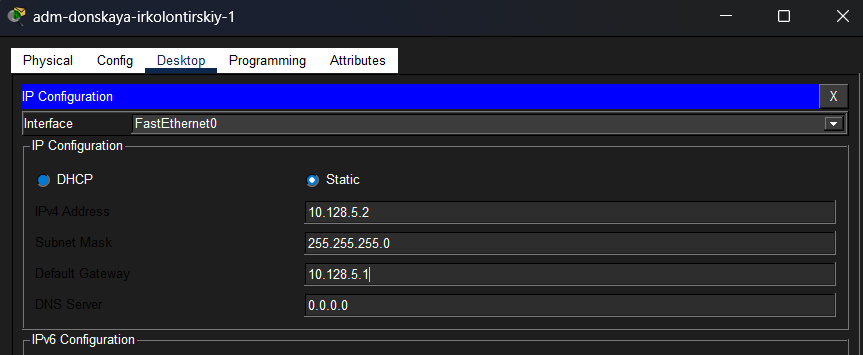 adm-donskaya-irkolontirskiy-1
Physical Config Desktop Programming Attributes
IP Configuration X
Interface FastEthernet0
IP Configuration
DHCP Static
IPv4 Address 10.128.5.2
Subnet Mask 255.255.255.0
Default Gateway 10.128.5.1
DNS Server 0.0.0.0
IPv6 Configuration